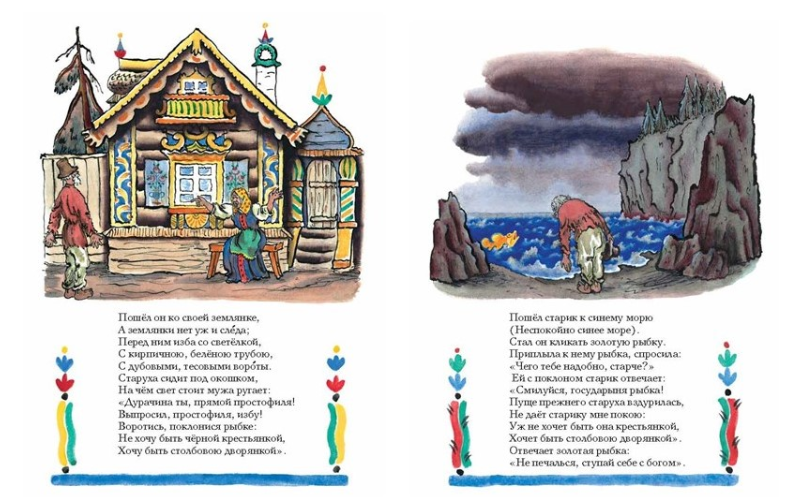 Пошёл он ко своей землянке,
А землянки нет уж и сле́да;
Перед ним изба со светёлкой,
С кирпичною, белёною трубою,
С дубовыми, тесовыми воро́ты.
Старуха сидит под окошком,
На чём свет стоит мужа ругает:
«Дурачина ты, прямой простофиля!
Выпросил, простофиля, избу!
Воротись, поклонися рыбке:
Не хочу быть чёрной крестьянкой,
Хочу быть столбовою дворянкой».
Пошёл старик к синему морю
(Неспокойно синее море).
Стал он кликать золотую рыбку.
Приплыла к нему рыбка, спросила:
«Чего тебе надобно, старче?»
Ей с поклоном старик отвечает:
«Смилуйся, государыня рыбка!
Пуще прежнего старуха вздурилась,
Не даёт старику мне покою:
Уж не хочет быть она крестьянкой,
Хочет быть столбовою дворянкой».
Отвечает золотая рыбка:
«Не печалься, ступай себе с богом».